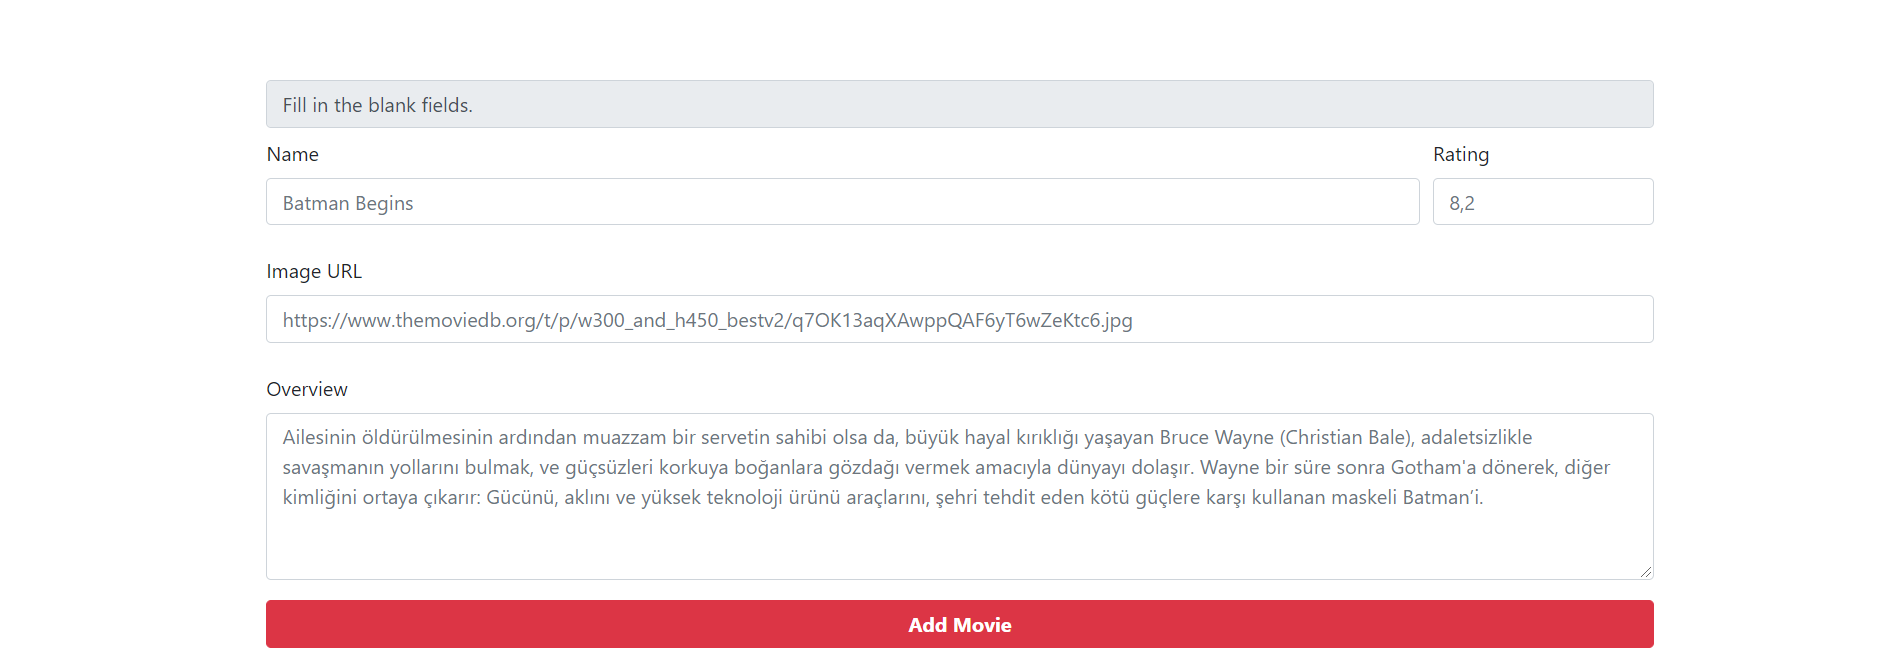 Fill in the blank fields.
Name
Rating
Batman Begins
8,2
Image URL
https://www.themoviedb.org/t/p/w300_and_h450_bestv2/q7OK13aqXAwppQAF6yT6wZeKtc6.jpg
Overview
Ailesinin öldürülmesinin ardından muazzam bir servetin sahibi olsa da, büyük hayal kırıklığı yaşayan Bruce Wayne (Christian Bale), adaletsizlikle
savaşmanın yollarını bulmak, ve güçsüzleri korkuya boğanlara gözdağı vermek amacıyla dünyayı dolaşır. Wayne bir süre sonra Gotham'a dönerek, diğer
kimliğini ortaya çıkarır: Gücünü, aklını ve yüksek teknoloji ürünü araçlarını, şehri tehdit eden kötü güçlere karşı kullanan maskeli Batman’i.
Add Movie